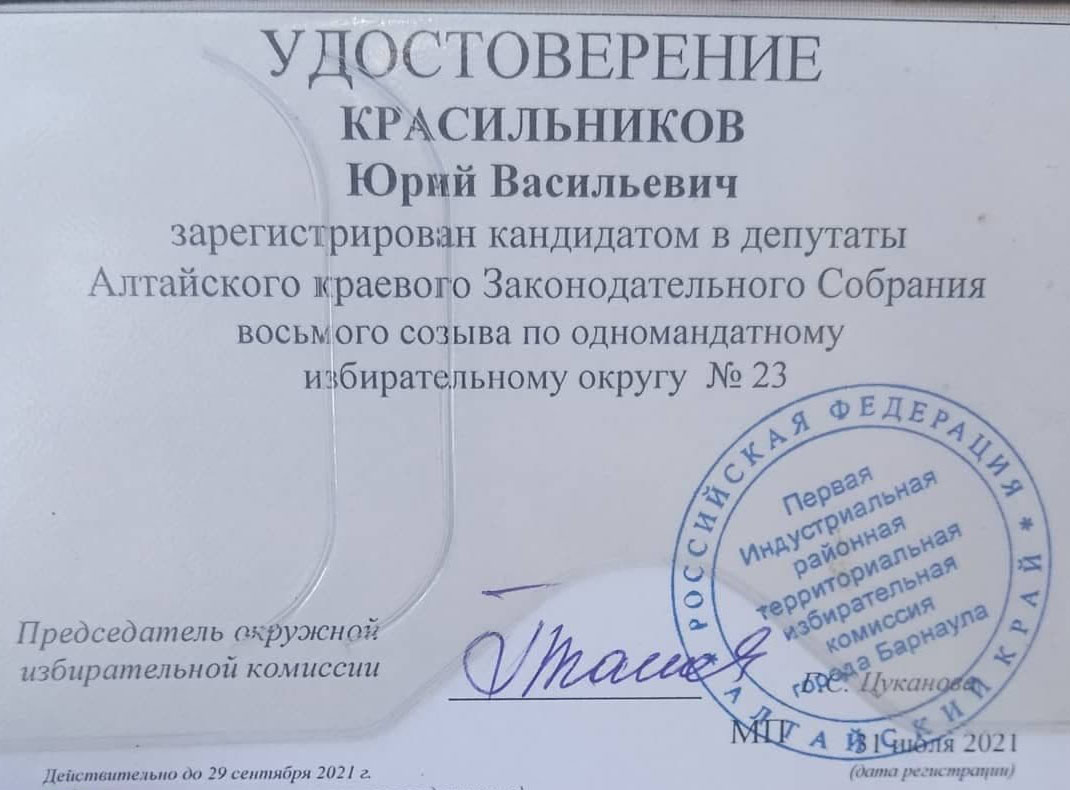 УДОСТОВЕРЕНИЕ
КРАСИЛЬНИКОВ
Юрий Васильевич
зарегистрирован кандидатом в депутаты
Алтайского краевого Законодательного Собрания
восьмого созыва по одномандатному
избирательному округу № 23
РОССИЙСКАЯ ФЕДЕРАЦИЯ * АЛТАЙСКИЙ КРАЙ
Первая
Индустриальная
районная
территориальная
избирательная
комиссия
города Барнаула
Председатель окружной
избирательной комиссии
Цуканова
МП
31 июля 2021
(дата регистрации)
Действительно до 29 сентября 2021 г.